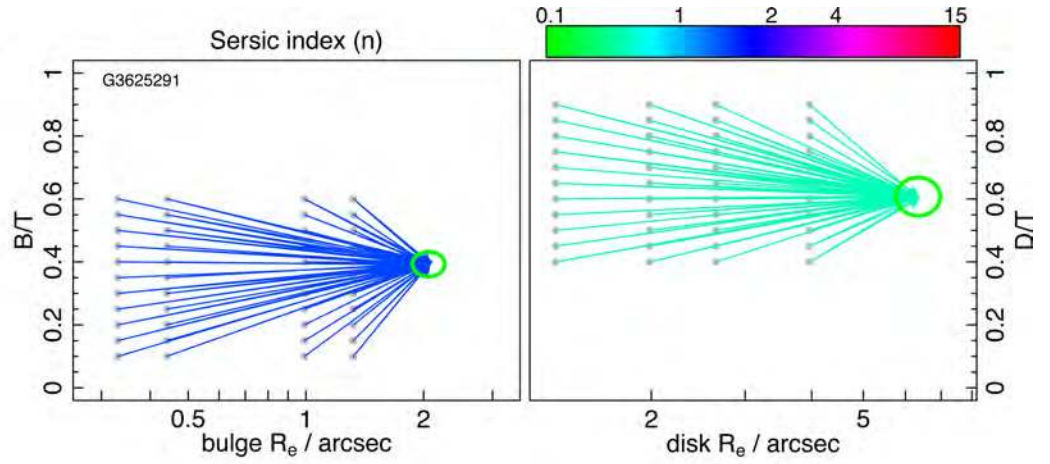 Sersic index (n)
0.1 1 2 4 15
G3625291
B/T
0 0.2 0.4 0.6 0.8 1
0.5 1 2
bulge Re / arcsec
D/T
0 0.2 0.4 0.6 0.8 1
2 5
disk Re / arcsec